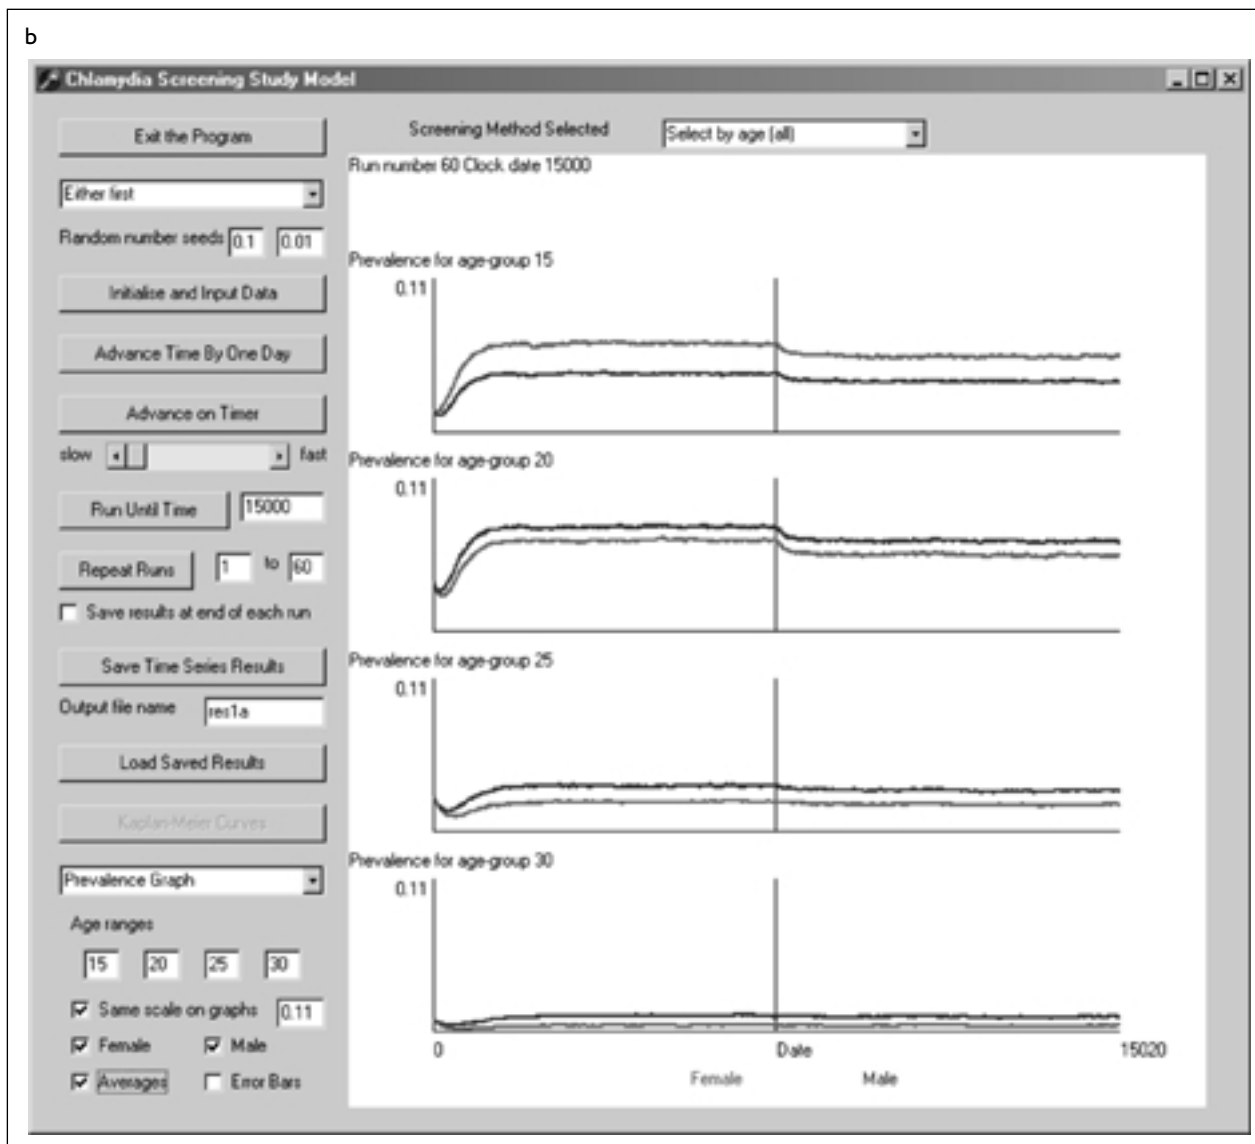 b
Chlamydia Screening Study Model
Exit the Program
Screening Method Selected Select by age (all)
Run number 60 Clock date 15000
Either first
Random number seeds 0.1 0.01
Initialise and Input Data
Advance Time By One Day
Advance on Timer
slow fast
Run Until Time 15000
Repeat Runs 1 to 60
Save results at end of each run
Save Time Series Results
Output file name res1a
Load Saved Results
Kaplan-Meier Curves
Prevalence Graph
Age ranges
15 20 25 30
Same scale on graphs 0.11
Female Male
Averages Error Bars
Prevalence for age-group 15
0.11
Prevalence for age-group 20
0.11
Prevalence for age-group 25
0.11
Prevalence for age-group 30
0.11
0 Date 15020
Female Male